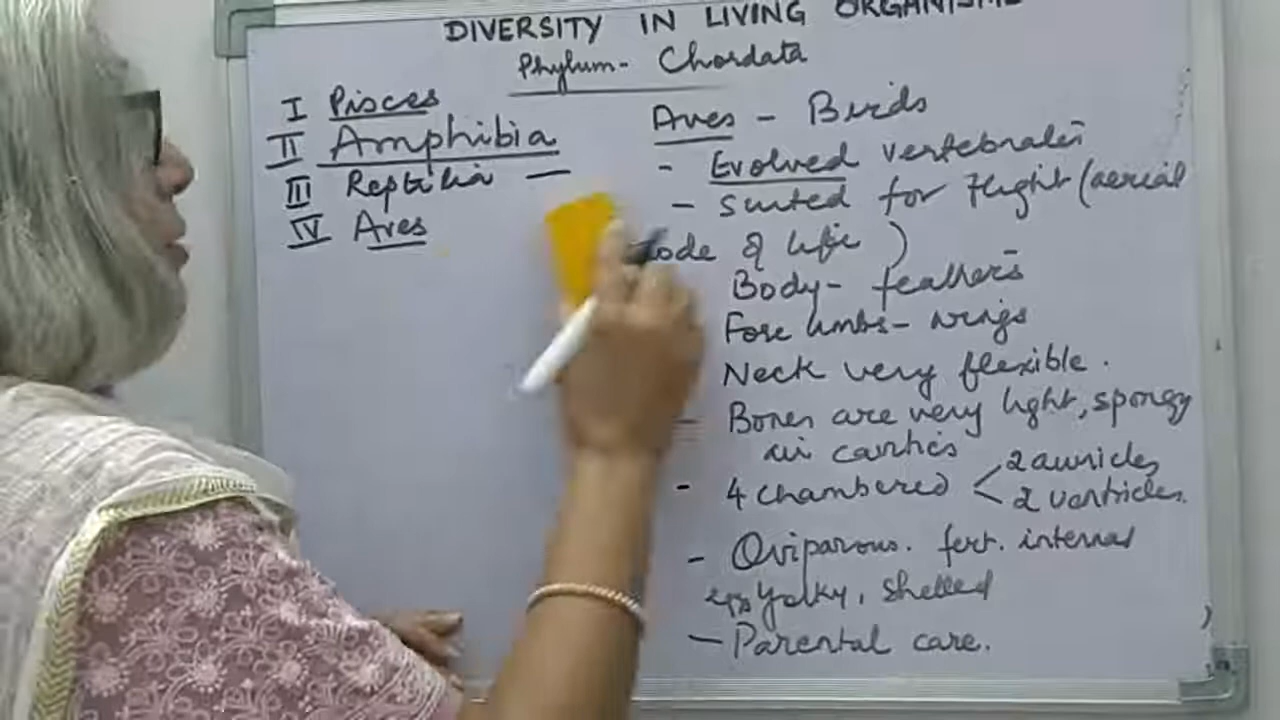 DIVERSITY IN LIVING ORGANISMS
Phylum- Chordata
I Pisces
II Amphibia
III Reptilia —
IV Aves
Aves - Birds
- Evolved vertebrates
- suited for flight (aerial
mode of life)
Body- feathers
Fore limbs- wings
Neck very flexible.
- Bones are very light, spongy
air cavities
- 4 chambered < 2 auricles
2 ventricles.
- Oviparous. fert. internal
eggs yolky, shelled
- Parental care.